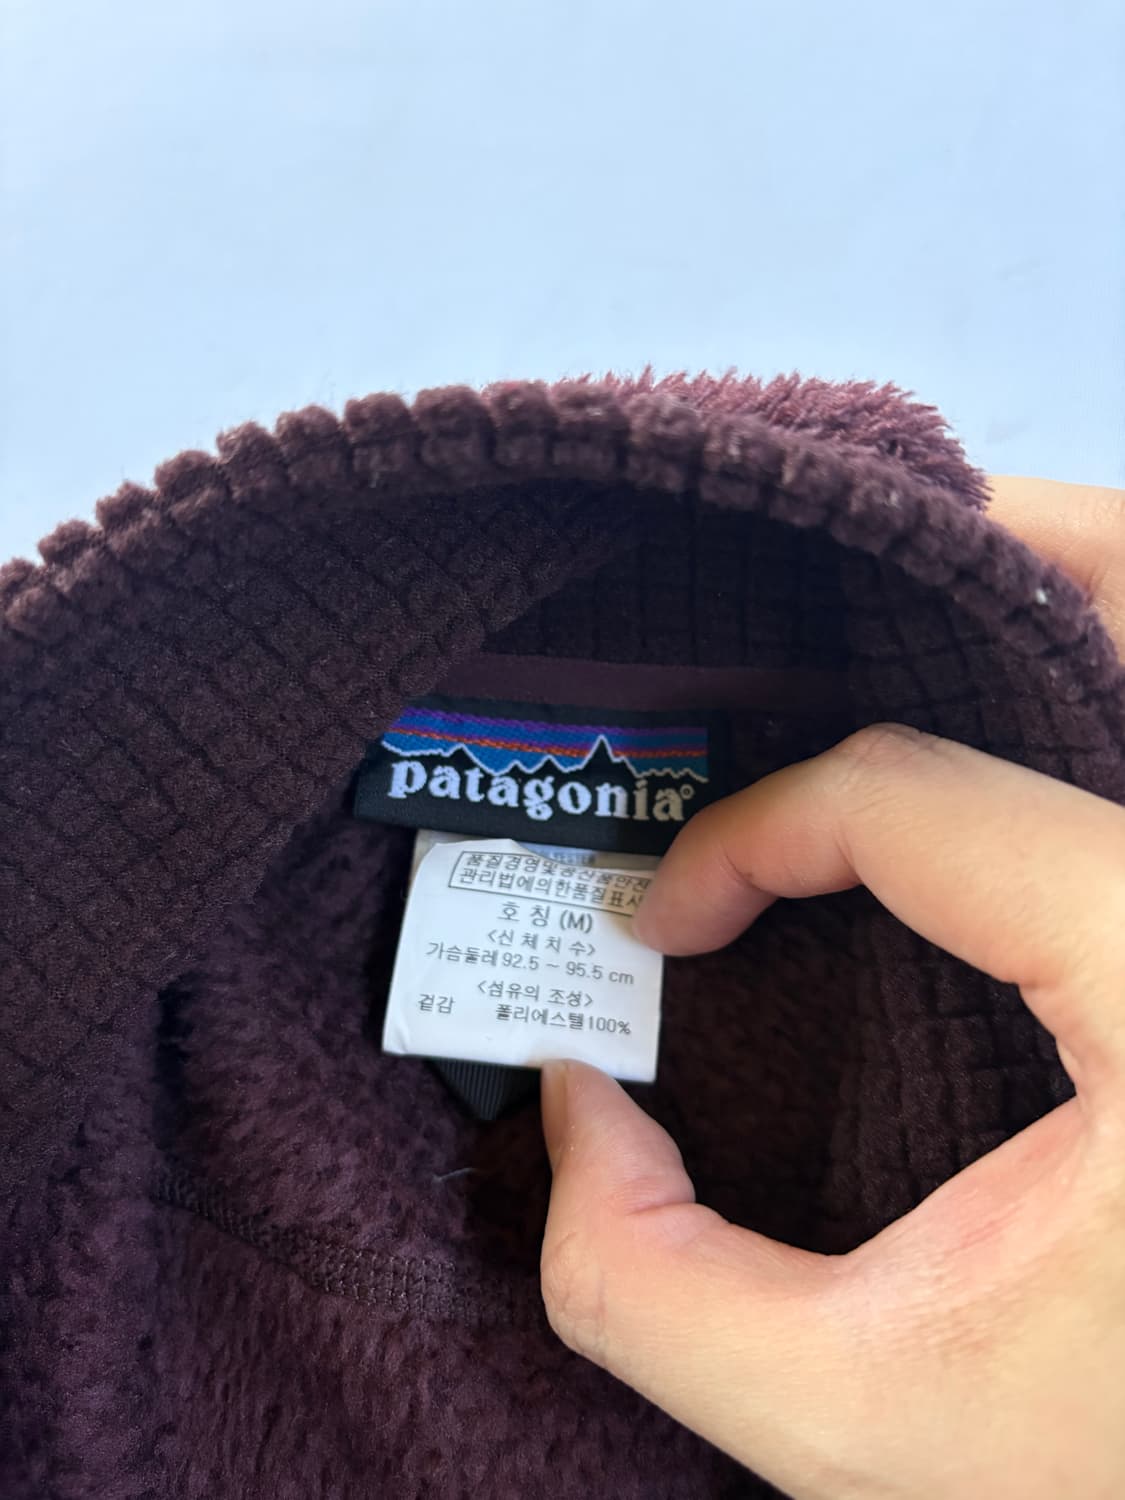 patagonia®
품질경영및공산품안전
관리법에의한품질표시
호 칭 (M)
<신 체 치 수>
가슴둘레 92.5 ~ 95.5 cm
<섬유의 조성>
겉감 폴리에스텔100%